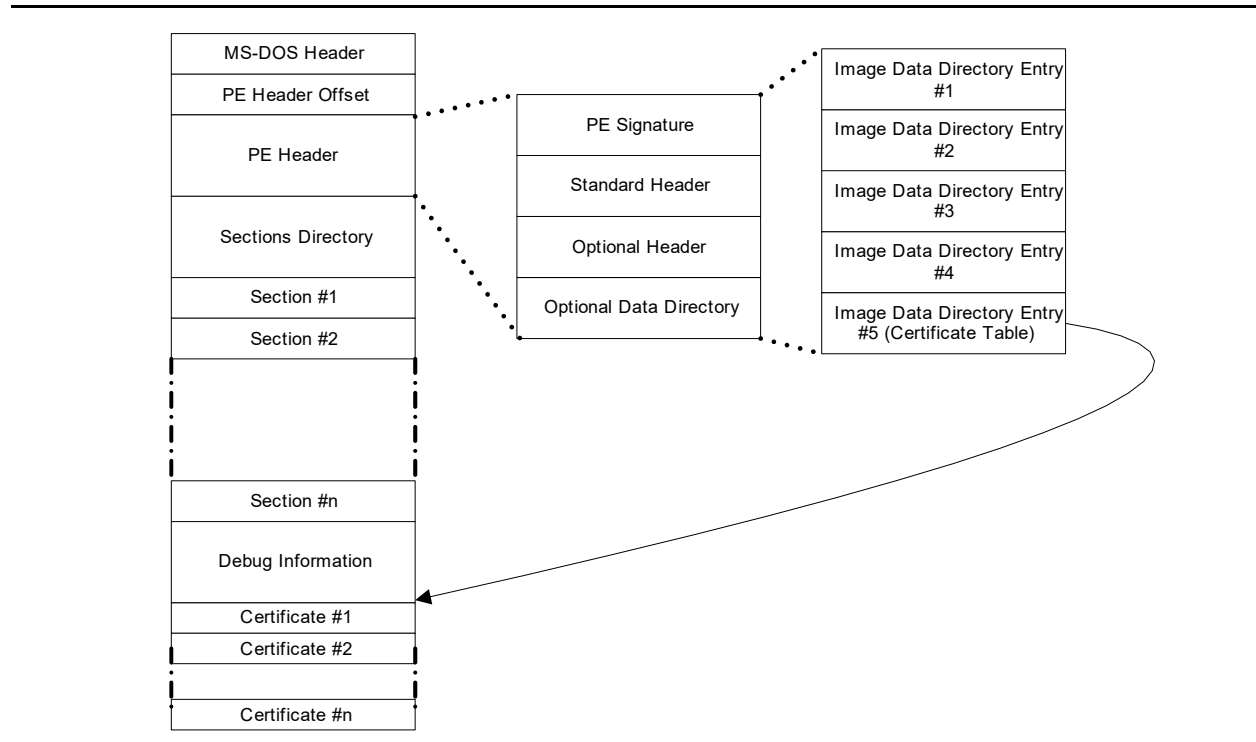 MS-DOS Header
PE Header Offset
PE Header
Sections Directory
Section #1
Section #2
Section #n
Debug Information
Certificate #1
Certificate #2
Certificate #n
PE Signature
Standard Header
Optional Header
Optional Data Directory
Image Data Directory Entry
#1
Image Data Directory Entry
#2
Image Data Directory Entry
#3
Image Data Directory Entry
#4
Image Data Directory Entry
#5 (Certificate Table)